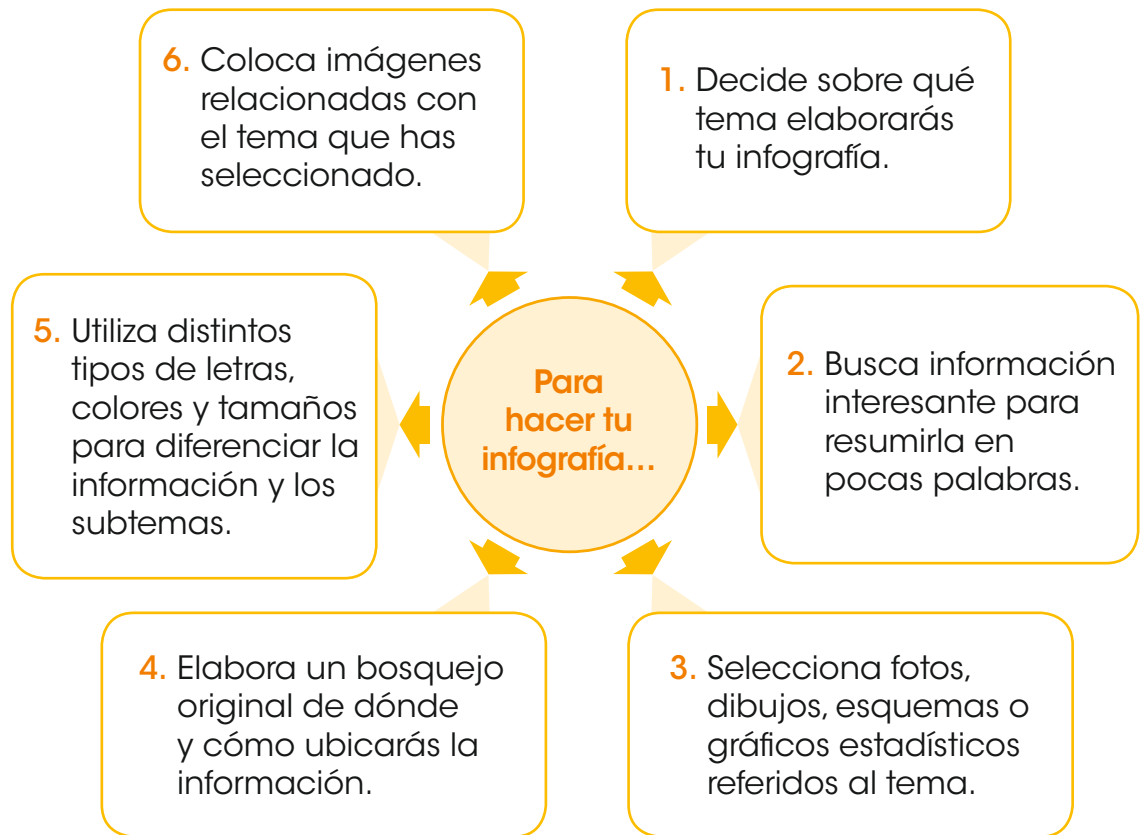 Para
hacer tu
infografía...
1. Decide sobre qué
tema elaborarás
tu infografía.
2. Busca información
interesante para
resumirla en
pocas palabras.
3. Selecciona fotos,
dibujos, esquemas o
gráficos estadísticos
referidos al tema.
4. Elabora un bosquejo
original de dónde
y cómo ubicarás la
información.
5. Utiliza distintos
tipos de letras,
colores y tamaños
para diferenciar la
información y los
subtemas.
6. Coloca imágenes
relacionadas con
el tema que has
seleccionado.